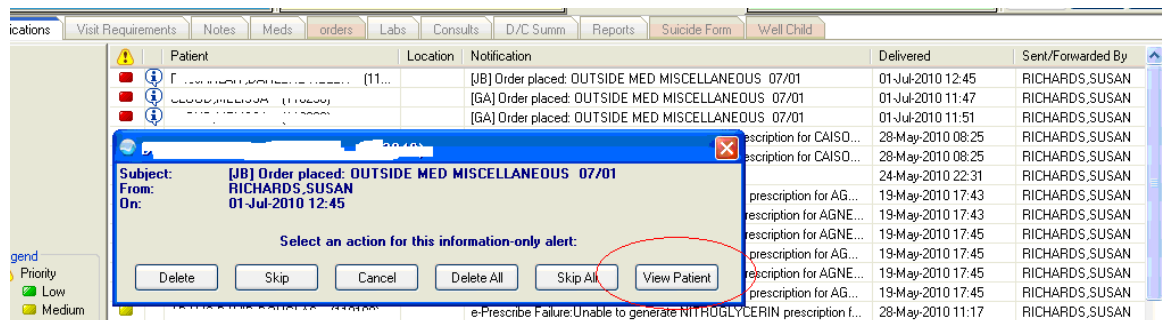 ications Visit Requirements Notes Meds orders Labs Consults D/C Summ Reports Suicide Form Well Child
Patient Location Notification Delivered Sent/Forwarded By
(11... [JB] Order placed: OUTSIDE MED MISCELLANEOUS 07/01 01-Jul-2010 12:45 RICHARDS,SUSAN
[GA] Order placed: OUTSIDE MED MISCELLANEOUS 07/01 01-Jul-2010 11:47 RICHARDS,SUSAN
[GA] Order placed: OUTSIDE MED MISCELLANEOUS 07/01 01-Jul-2010 11:51 RICHARDS,SUSAN
escription for CAISO... 28-May-2010 08:25 RICHARDS,SUSAN
escription for CAISO... 28-May-2010 08:25 RICHARDS,SUSAN
24-May-2010 22:31 RICHARDS,SUSAN
prescription for AG... 19-May-2010 17:43 RICHARDS,SUSAN
rescription for AGNE... 19-May-2010 17:43 RICHARDS,SUSAN
rescription for AGNE... 19-May-2010 17:45 RICHARDS,SUSAN
prescription for AG... 19-May-2010 17:45 RICHARDS,SUSAN
rescription for AGNE... 19-May-2010 17:45 RICHARDS,SUSAN
prescription for AG... 19-May-2010 17:45 RICHARDS,SUSAN
e-Prescribe Failure:Unable to generate NITROGLYCERIN prescription f... 28-May-2010 11:17 RICHARDS,SUSAN
Subject: [JB] Order placed: OUTSIDE MED MISCELLANEOUS 07/01
From: RICHARDS,SUSAN
On: 01-Jul-2010 12:45
Select an action for this information-only alert:
Delete Skip Cancel Delete All Skip All View Patient
gend
Priority
Low
Medium